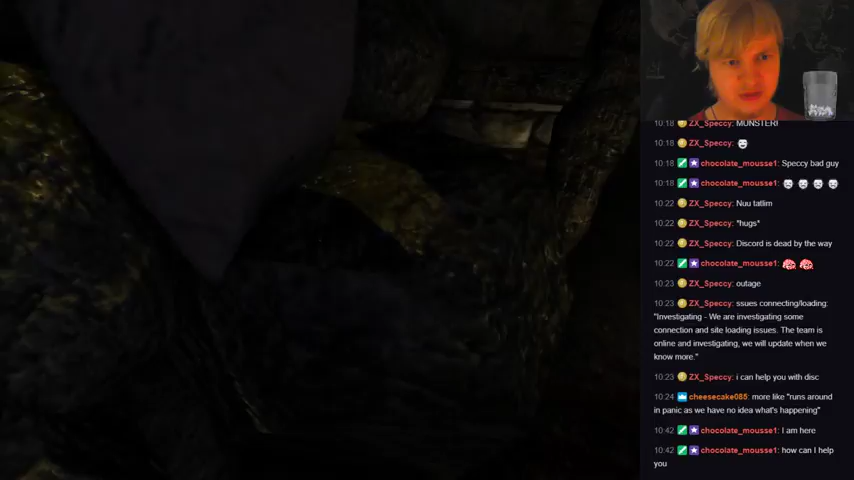 10:18 ZX_Speccy: MUNSTER!
10:18 ZX_Speccy:
10:18 chocolate_mousse1: Speccy bad guy
10:18 chocolate_mousse1:
10:22 ZX_Speccy: Nuu tatlim
10:22 ZX_Speccy: *hugs*
10:22 ZX_Speccy: Discord is dead by the way
10:22 chocolate_mousse1:
10:23 ZX_Speccy: outage
10:23 ZX_Speccy: ssues connecting/loading:
"Investigating - We are investigating some
connection and site loading issues. The team is
online and investigating, we will update when we
know more."
10:23 ZX_Speccy: i can help you with disc
10:24 cheesecake085: more like "runs around
in panic as we have no idea what's happening"
10:42 chocolate_mousse1: I am here
10:42 chocolate_mousse1: how can I help
you